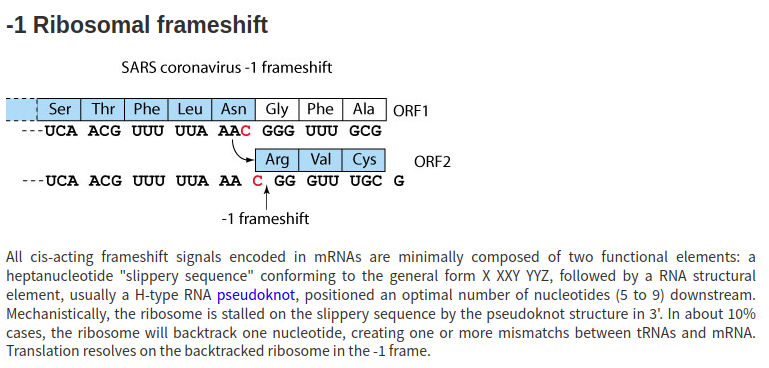 -1 Ribosomal frameshift
SARS coronavirus -1 frameshift
Ser Thr Phe Leu Asn Gly Phe Ala ORF1
---UCA ACG UUU UUA AAC GGG UUU GCG
Arg Val Cys ORF2
---UCA ACG UUU UUA AA C GG GUU UGC G
-1 frameshift
All cis-acting frameshift signals encoded in mRNAs are minimally composed of two functional elements: a
heptanucleotide "slippery sequence" conforming to the general form X XXY YYZ, followed by a RNA structural
element, usually a H-type RNA pseudoknot, positioned an optimal number of nucleotides (5 to 9) downstream.
Mechanistically, the ribosome is stalled on the slippery sequence by the pseudoknot structure in 3'. In about 10%
cases, the ribosome will backtrack one nucleotide, creating one or more mismatchs between tRNAs and mRNA.
Translation resolves on the backtracked ribosome in the -1 frame.